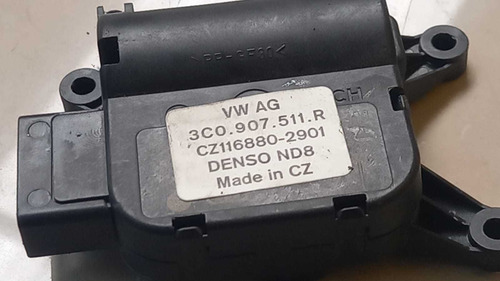 VW AG
3C0.907.511.R
CZ116880-2901
DENSO ND8
Made in CZ